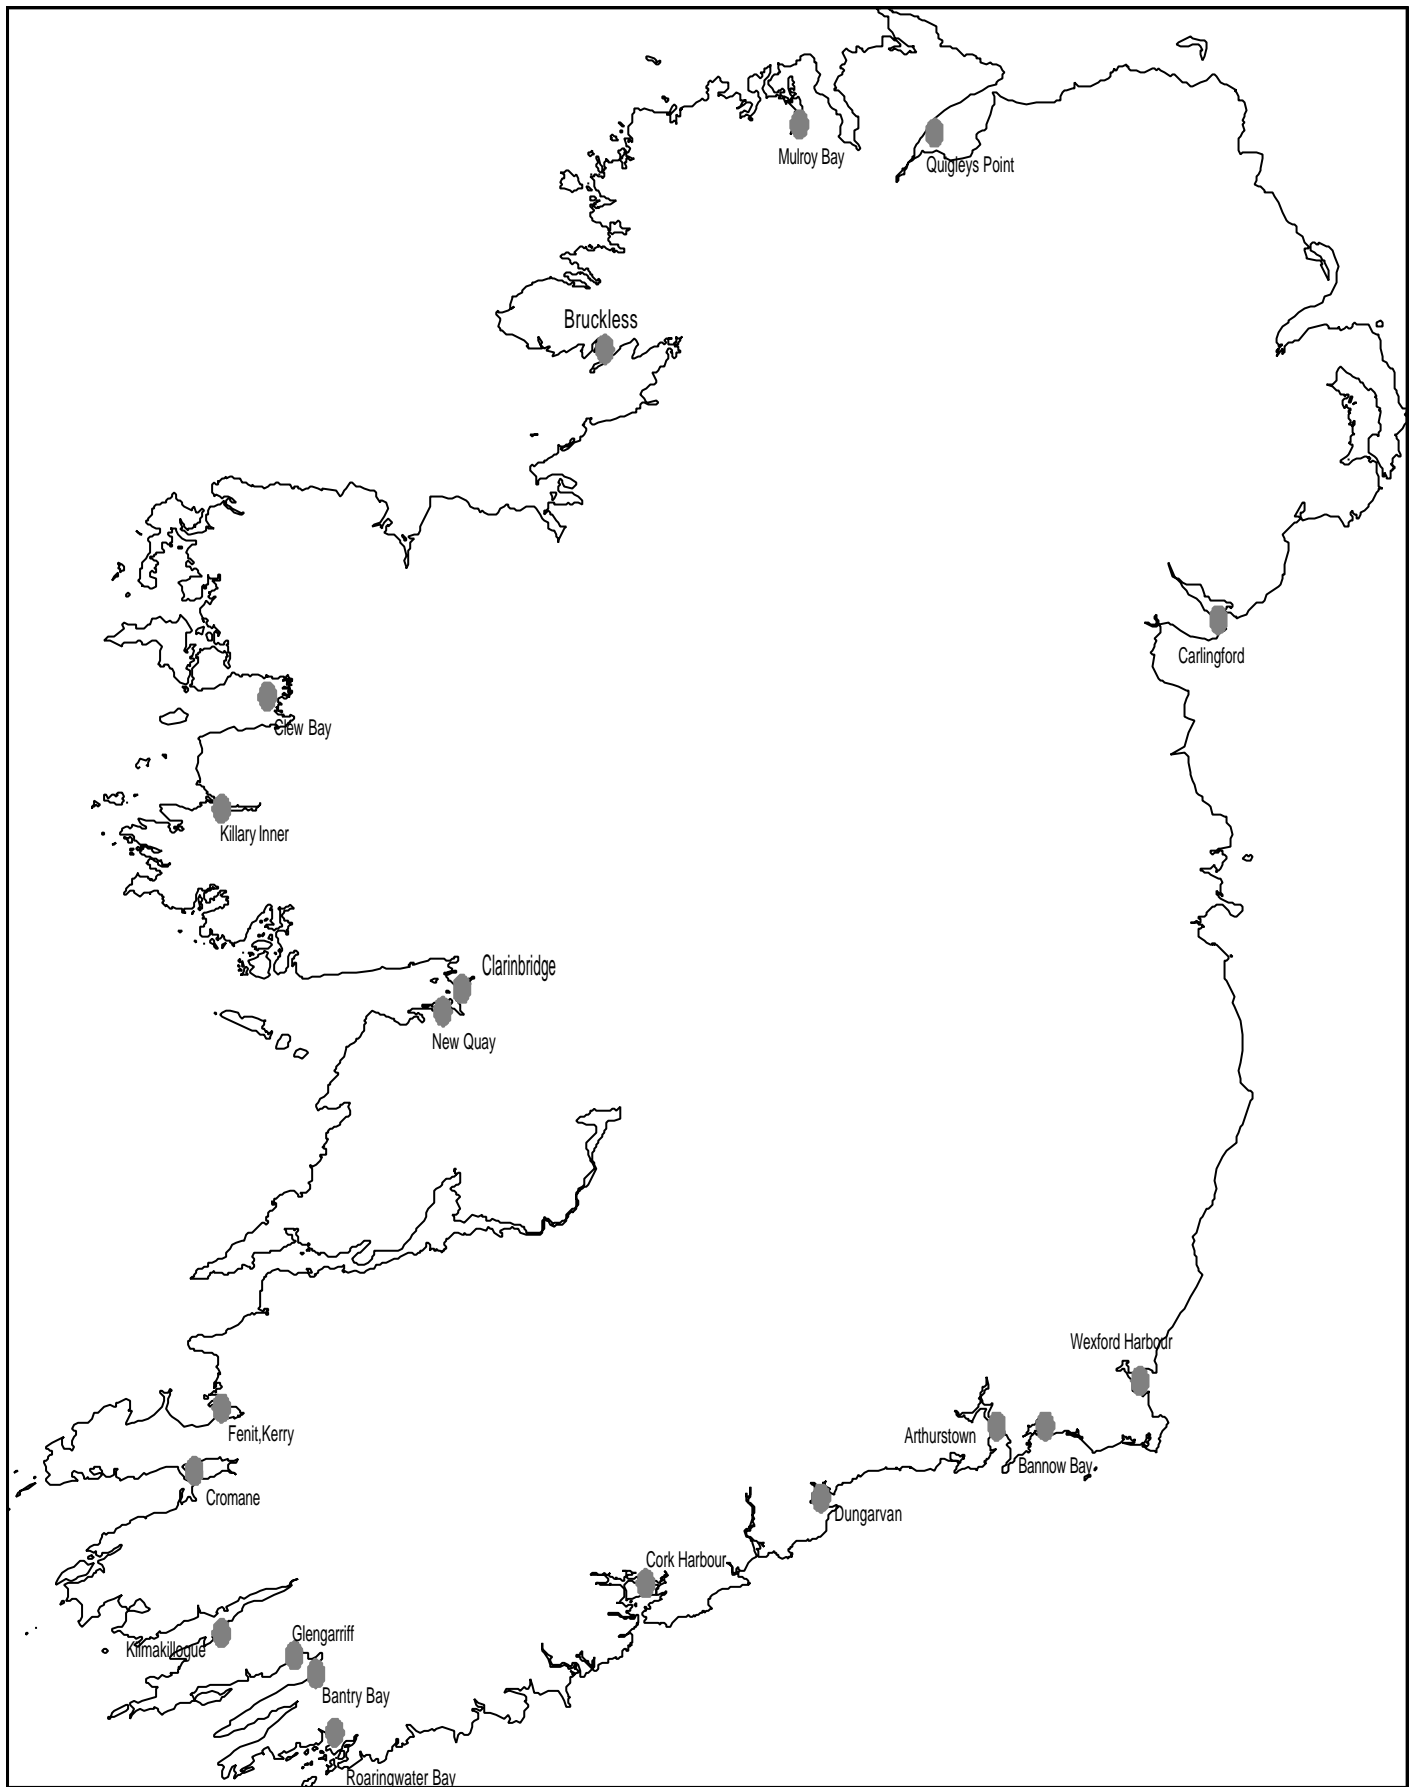 Mulroy Bay
Quigleys Point
Bruckless
Carlingford
Clew Bay
Killary Inner
Clarinbridge
New Quay
Wexford Harbour
Fenit,Kerry
Arthurstown
Bannow Bay
Cromane
Dungarvan
Cork Harbour
Kilmakillogue
Glengarriff
Bantry Bay
Roaringwater Bay